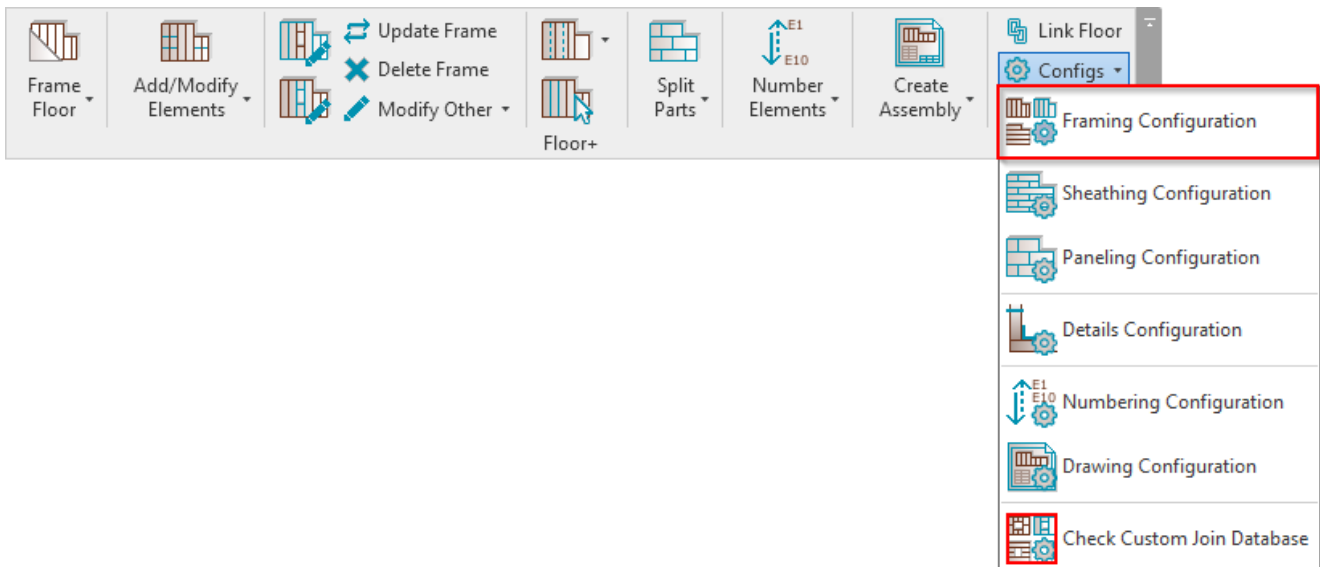 Frame
Floor
Add/Modify
Elements
Update Frame
Delete Frame
Modify Other
Split
Parts
E1
E10
Number
Elements
Create
Assembly
Link Floor
Configs
Floor+
Framing Configuration
Sheathing Configuration
Paneling Configuration
Details Configuration
E1
E10
Numbering Configuration
Drawing Configuration
Check Custom Join Database